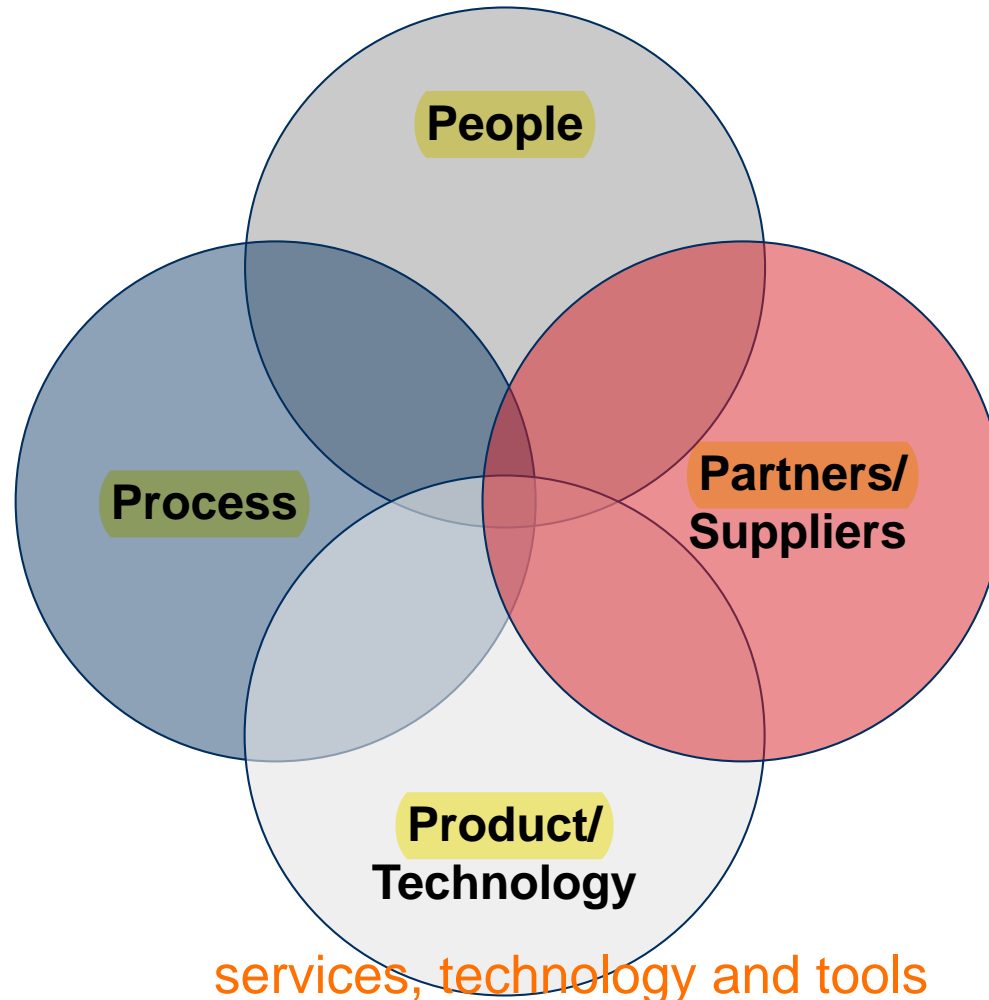 People
Process
Partners/
Suppliers
Product/
Technology
services, technology and tools